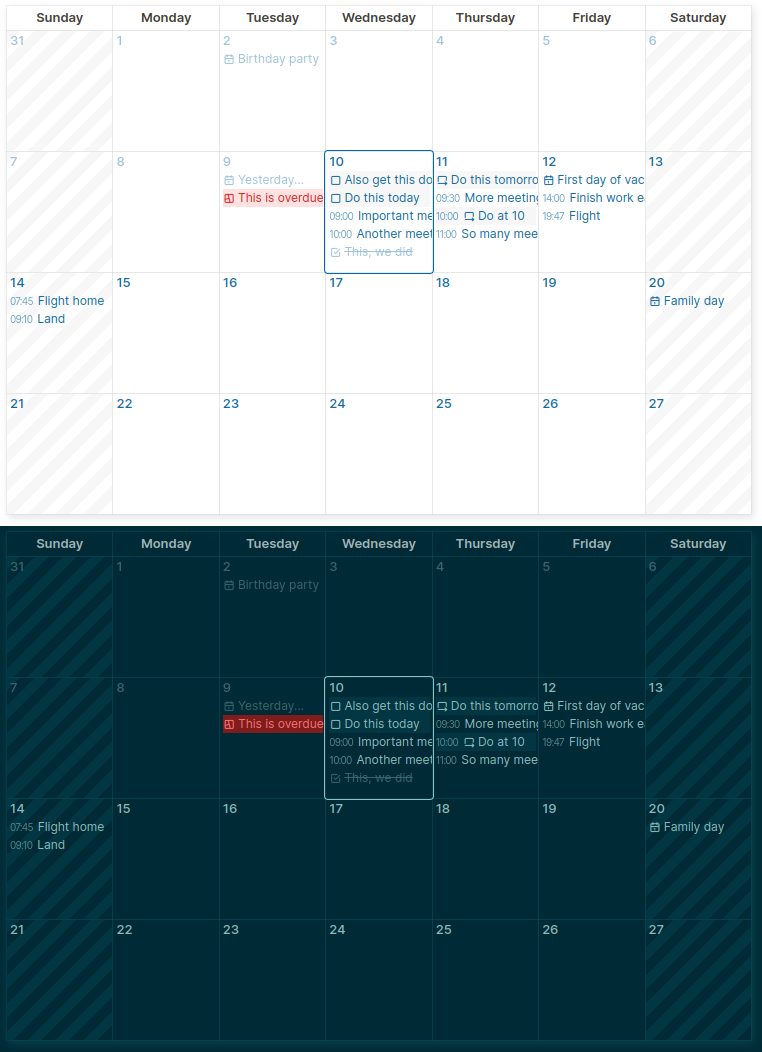 Sunday Monday Tuesday Wednesday Thursday Friday Saturday
31 1 2 3 4 5 6
Birthday party
7 8 9 10 11 12 13
Yesterday... Also get this do Do this tomorro First day of vac
This is overdue Do this today 09:30 More meeting 14:00 Finish work e
09:00 Important me 10:00 Do at 10 19:47 Flight
10:00 Another meet 11:00 So many mee
This, we did
14 15 16 17 18 19 20
07:45 Flight home Family day
09:10 Land
21 22 23 24 25 26 27
Sunday Monday Tuesday Wednesday Thursday Friday Saturday
31 1 2 3 4 5 6
Birthday party
7 8 9 10 11 12 13
Yesterday... Also get this do Do this tomorro First day of vac
This is overdue Do this today 09:30 More meeting 14:00 Finish work e
09:00 Important me 10:00 Do at 10 19:47 Flight
10:00 Another meet 11:00 So many mee
This, we did
14 15 16 17 18 19 20
07:45 Flight home Family day
09:10 Land
21 22 23 24 25 26 27